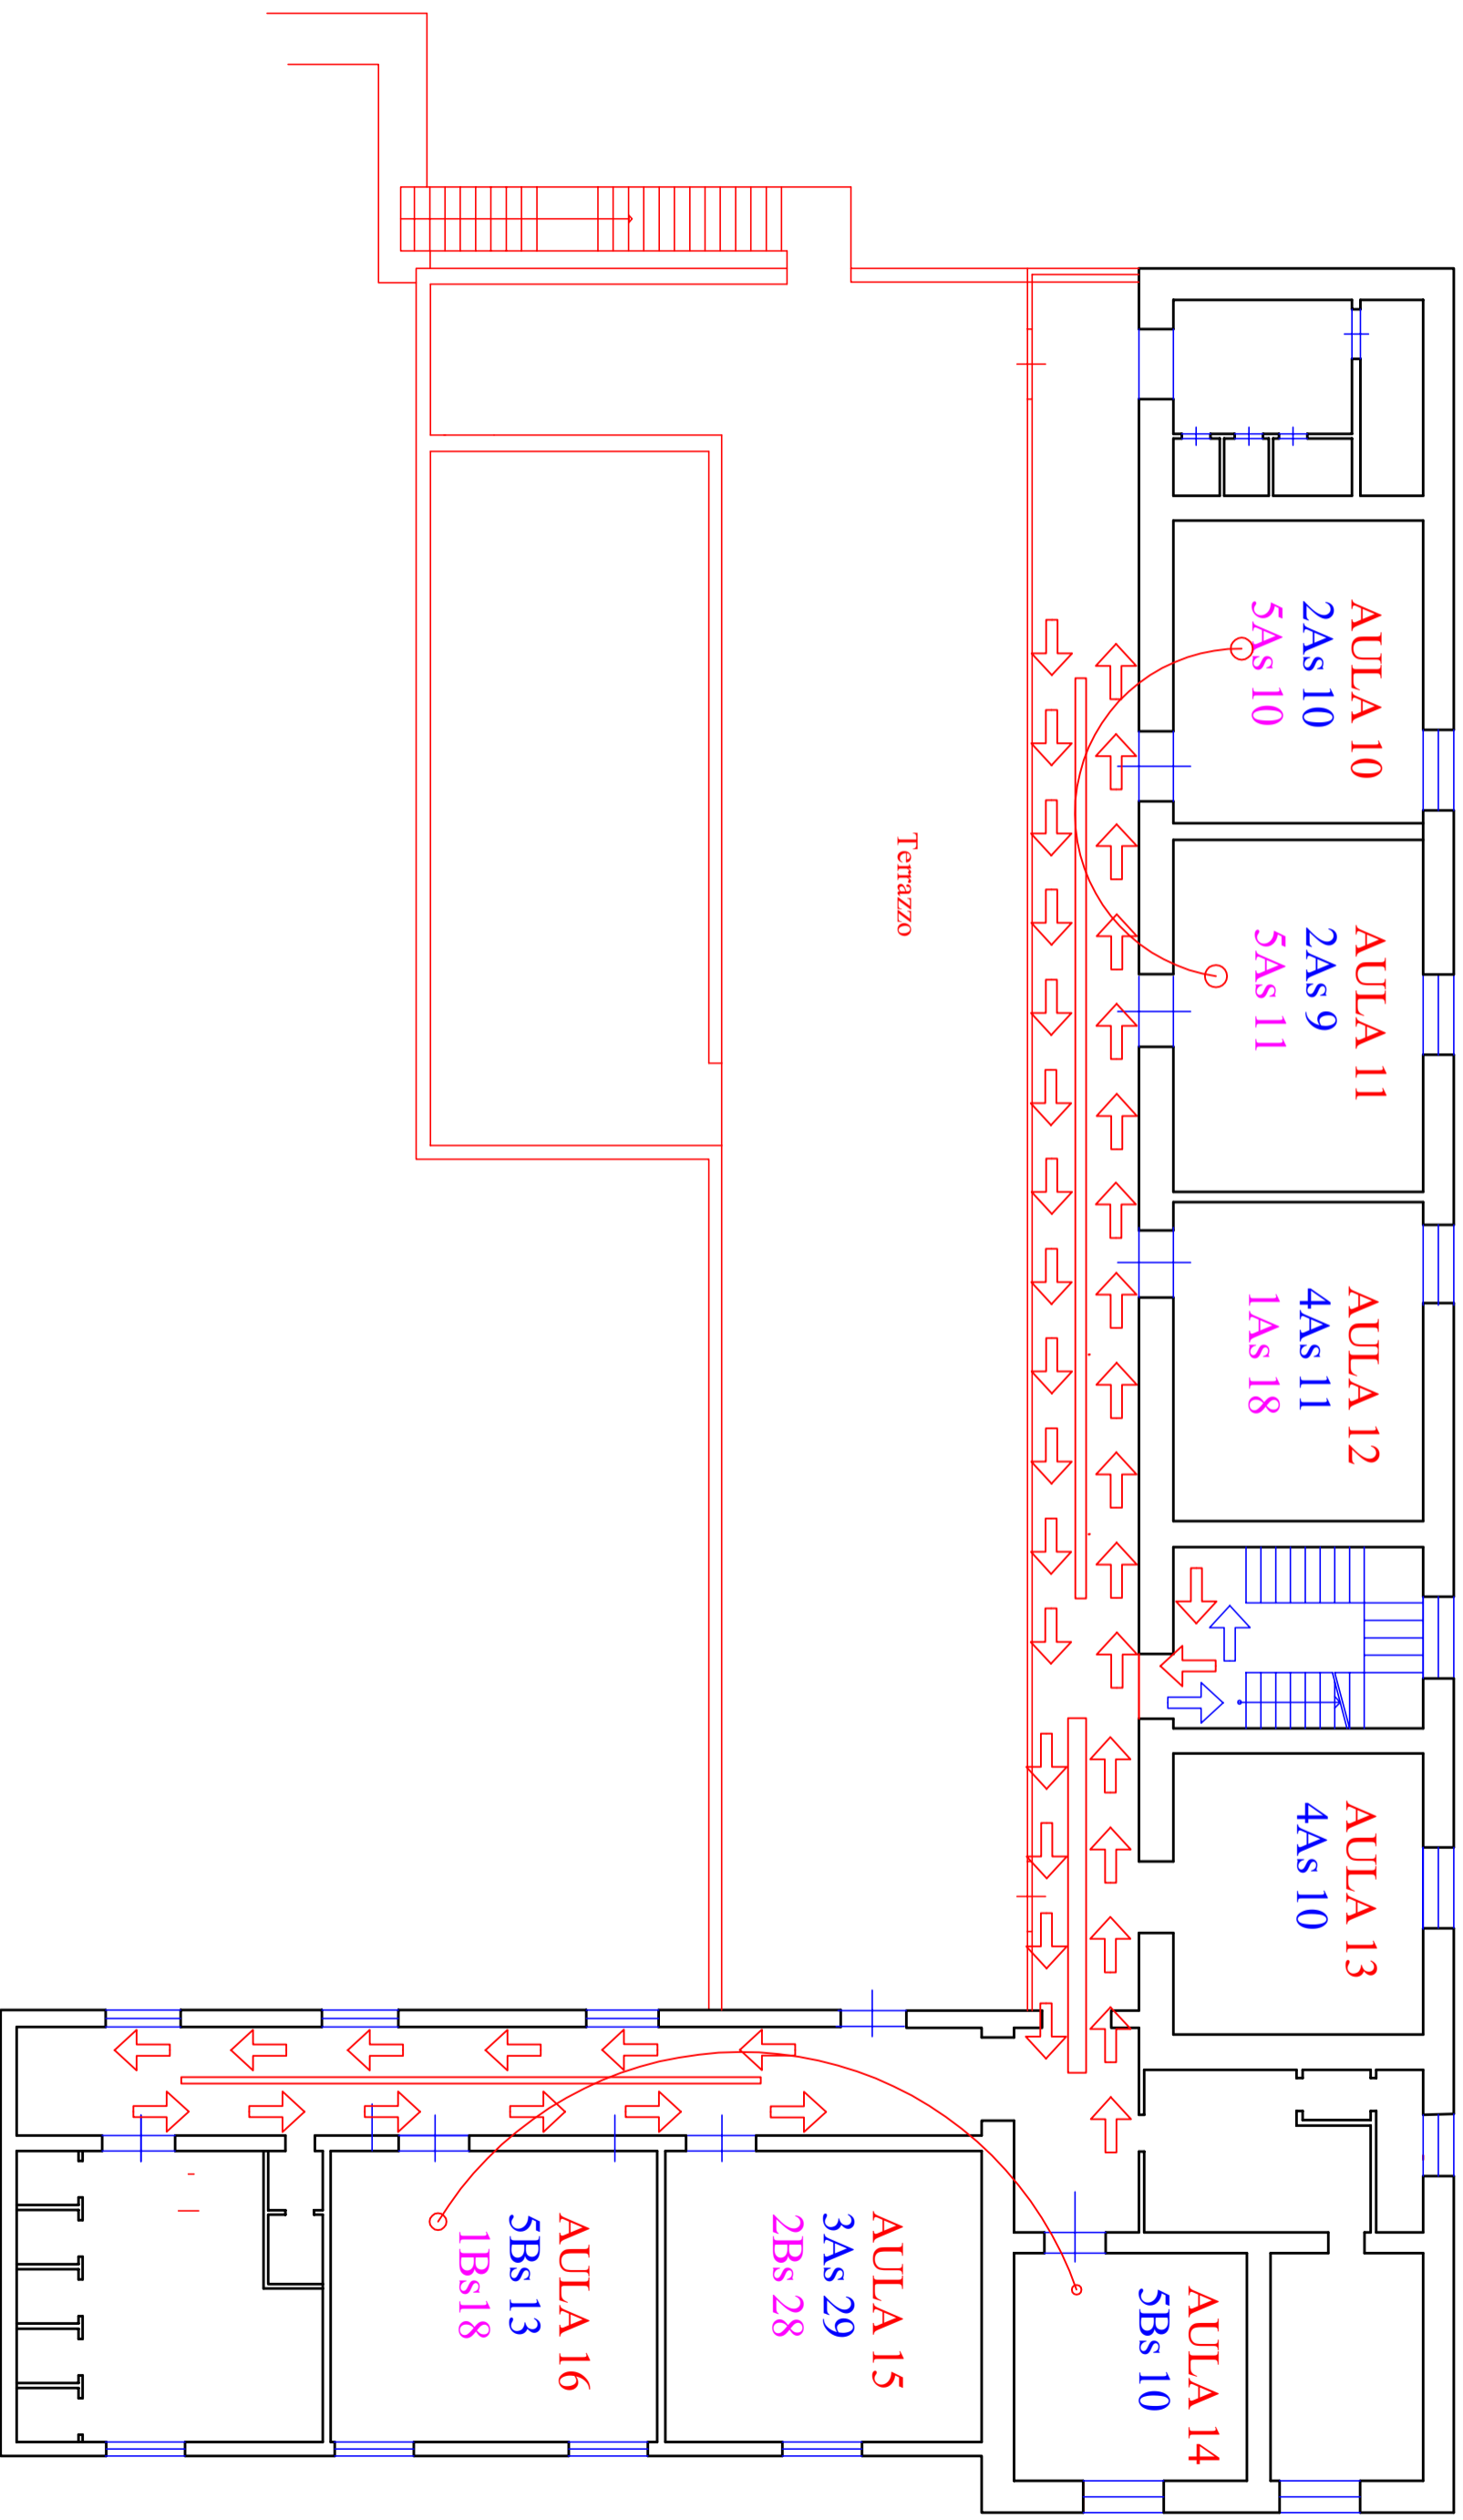 AULA 10
2As 10
5As 10
AULA 11
2As 9
5As 11
AULA 12
4As 11
1As 18
AULA 13
4As 10
Terrazzo
AULA 14
5Bs 10
AULA 15
3As 29
2Bs 28
AULA 16
5Bs 13
1Bs18